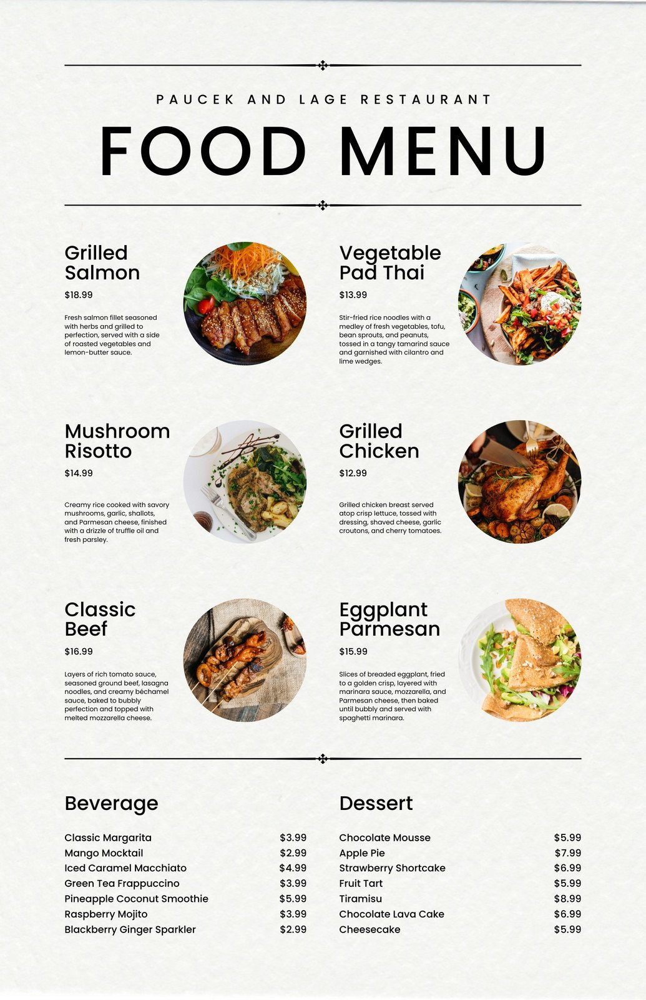 PAUCEK AND LAGE RESTAURANT
FOOD MENU
Grilled
Salmon
$18.99
Fresh salmon fillet seasoned
with herbs and grilled to
perfection, served with a side
of roasted vegetables and
lemon-butter sauce.
Vegetable
Pad Thai
$13.99
Stir-fried rice noodles with a
medley of fresh vegetables, tofu,
bean sprouts, and peanuts,
tossed in a tangy tamarind sauce
and garnished with cilantro and
lime wedges.
Mushroom
Risotto
$14.99
Creamy rice cooked with savory
mushrooms, garlic, shallots,
and Parmesan cheese, finished
with a drizzle of truffle oil and
fresh parsley.
Grilled
Chicken
$12.99
Grilled chicken breast served
atop crisp lettuce, tossed with
dressing, shaved cheese, garlic
croutons, and cherry tomatoes.
Classic
Beef
$16.99
Layers of rich tomato sauce,
seasoned ground beef, lasagna
noodles, and creamy béchamel
sauce, baked to bubbly
perfection and topped with
melted mozzarella cheese.
Eggplant
Parmesan
$15.99
Slices of breaded eggplant, fried
to a golden crisp, layered with
marinara sauce, mozzarella, and
Parmesan cheese, then baked
until bubbly and served with
spaghetti marinara.
Beverage
Classic Margarita $3.99
Mango Mocktail $2.99
Iced Caramel Macchiato $4.99
Green Tea Frappuccino $3.99
Pineapple Coconut Smoothie $5.99
Raspberry Mojito $3.99
Blackberry Ginger Sparkler $2.99
Dessert
Chocolate Mousse $5.99
Apple Pie $7.99
Strawberry Shortcake $6.99
Fruit Tart $5.99
Tiramisu $8.99
Chocolate Lava Cake $6.99
Cheesecake $5.99